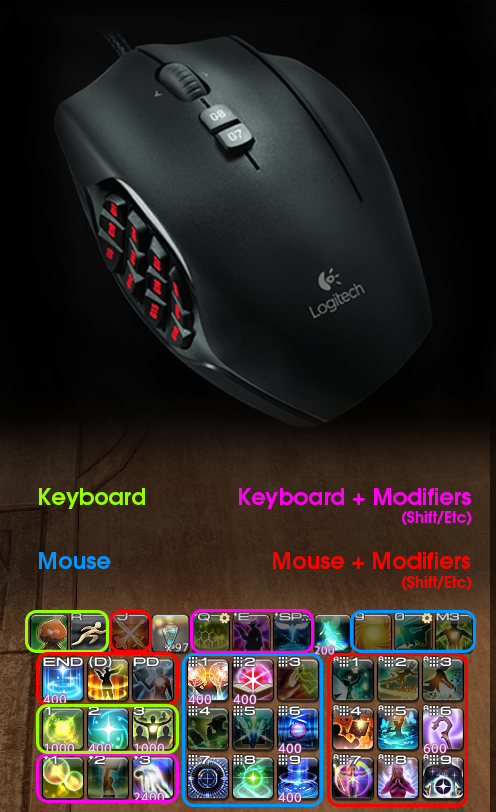 08
07
Logitech
Keyboard
Keyboard + Modifiers
(Shift/Etc)
Mouse
Mouse + Modifiers
(Shift/Etc)
R J x97 Q E- SP- 200 9 0 M3
END (D) PD 1 2 3 1 2 3
400 400 400
4 5 6 4 5 6
1 2 3
1000 400 1000 400 600
1 2 3 7 8 9 7 8 9
2400 400